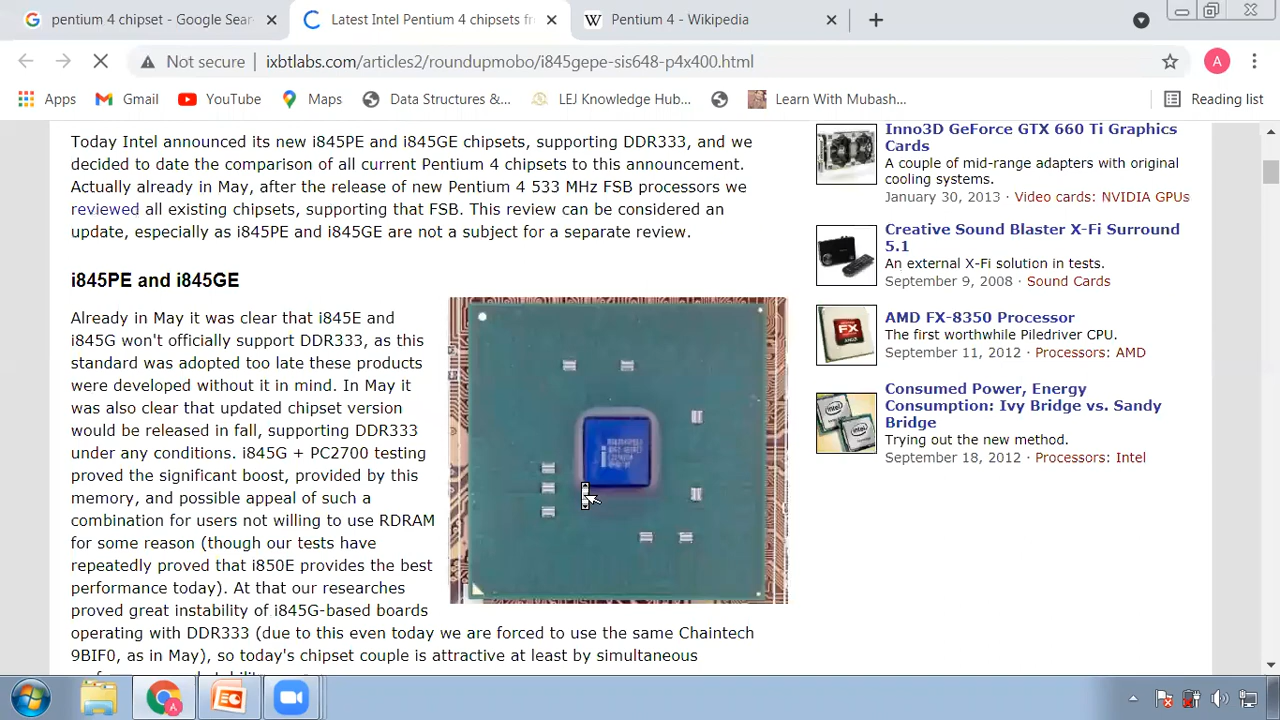 pentium 4 chipset - Google Sear
Latest Intel Pentium 4 chipsets fr
Pentium 4 - Wikipedia
Not secure
ixbtlabs.com/articles2/roundupmobo/i845gepe-sis648-p4x400.html
A
Apps
Gmail
YouTube
Maps
Data Structures &...
LEJ Knowledge Hub...
Learn With Mubash...
Reading list
Today Intel announced its new i845PE and i845GE chipsets, supporting DDR333, and we
decided to date the comparison of all current Pentium 4 chipsets to this announcement.
Actually already in May, after the release of new Pentium 4 533 MHz FSB processors we
reviewed all existing chipsets, supporting that FSB. This review can be considered an
update, especially as i845PE and i845GE are not a subject for a separate review.
i845PE and i845GE
Already in May it was clear that i845E and
i845G won't officially support DDR333, as this
standard was adopted too late these products
were developed without it in mind. In May it
was also clear that updated chipset version
would be released in fall, supporting DDR333
under any conditions. i845G + PC2700 testing
proved the significant boost, provided by this
memory, and possible appeal of such a
combination for users not willing to use RDRAM
for some reason (though our tests have
repeatedly proved that i850E provides the best
performance today). At that our researches
proved great instability of i845G-based boards
operating with DDR333 (due to this even today we are forced to use the same Chaintech
9BIF0, as in May), so today's chipset couple is attractive at least by simultaneous
Inno3D GeForce GTX 660 Ti Graphics
Cards
A couple of mid-range adapters with original
cooling systems.
January 30, 2013 · Video cards: NVIDIA GPUs
Creative Sound Blaster X-Fi Surround
5.1
An external X-Fi solution in tests.
September 9, 2008 · Sound Cards
AMD FX-8350 Processor
The first worthwhile Piledriver CPU.
September 11, 2012 · Processors: AMD
Consumed Power, Energy
Consumption: Ivy Bridge vs. Sandy
Bridge
Trying out the new method.
September 18, 2012 · Processors: Intel
FX
intel
intel